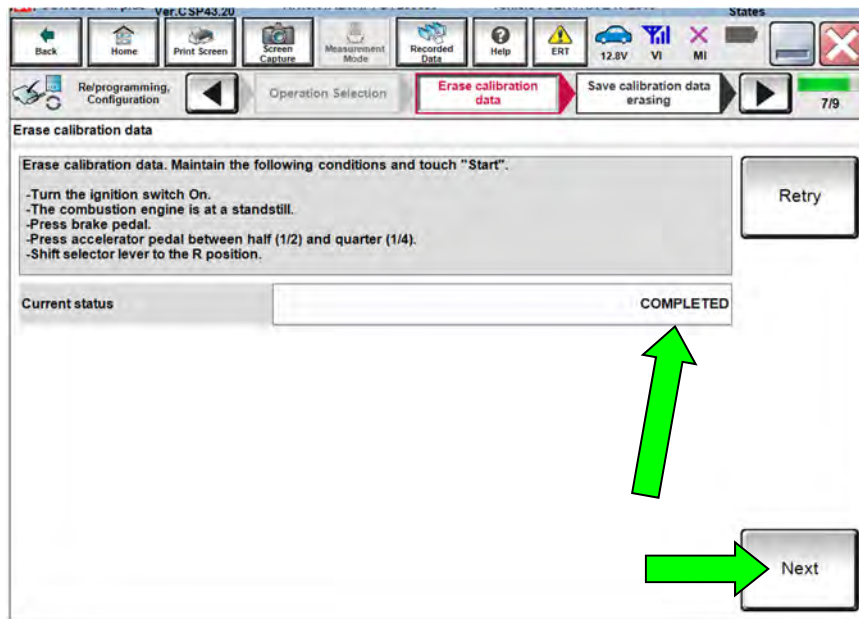 Ver.CSP43.20
States
Back
Home
Print Screen
Screen
Capture
Measurement
Mode
Recorded
Data
Help
ERT
12.8V
VI
MI
Re/programming,
Configuration
Operation Selection
Erase calibration
data
Save calibration data
erasing
7/9
Erase calibration data
Erase calibration data. Maintain the following conditions and touch "Start".
-Turn the ignition switch On.
-The combustion engine is at a standstill.
-Press brake pedal.
-Press accelerator pedal between half (1/2) and quarter (1/4).
-Shift selector lever to the R position.
Retry
Current status
COMPLETED
Next